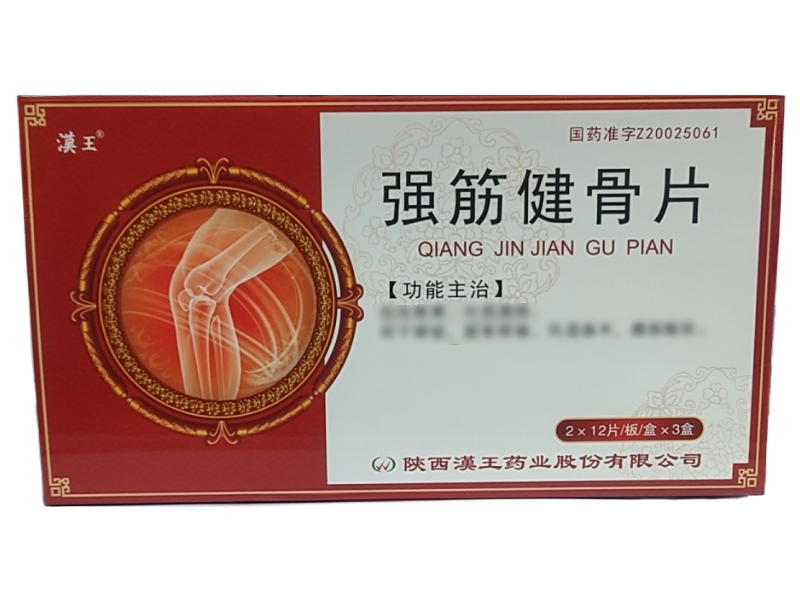 漢王®
国药准字Z20025061
强筋健骨片
QIANG JIN JIAN GU PIAN
【功能主治】
2×12片/板/盒×3盒
陕西漢王药业股份有限公司